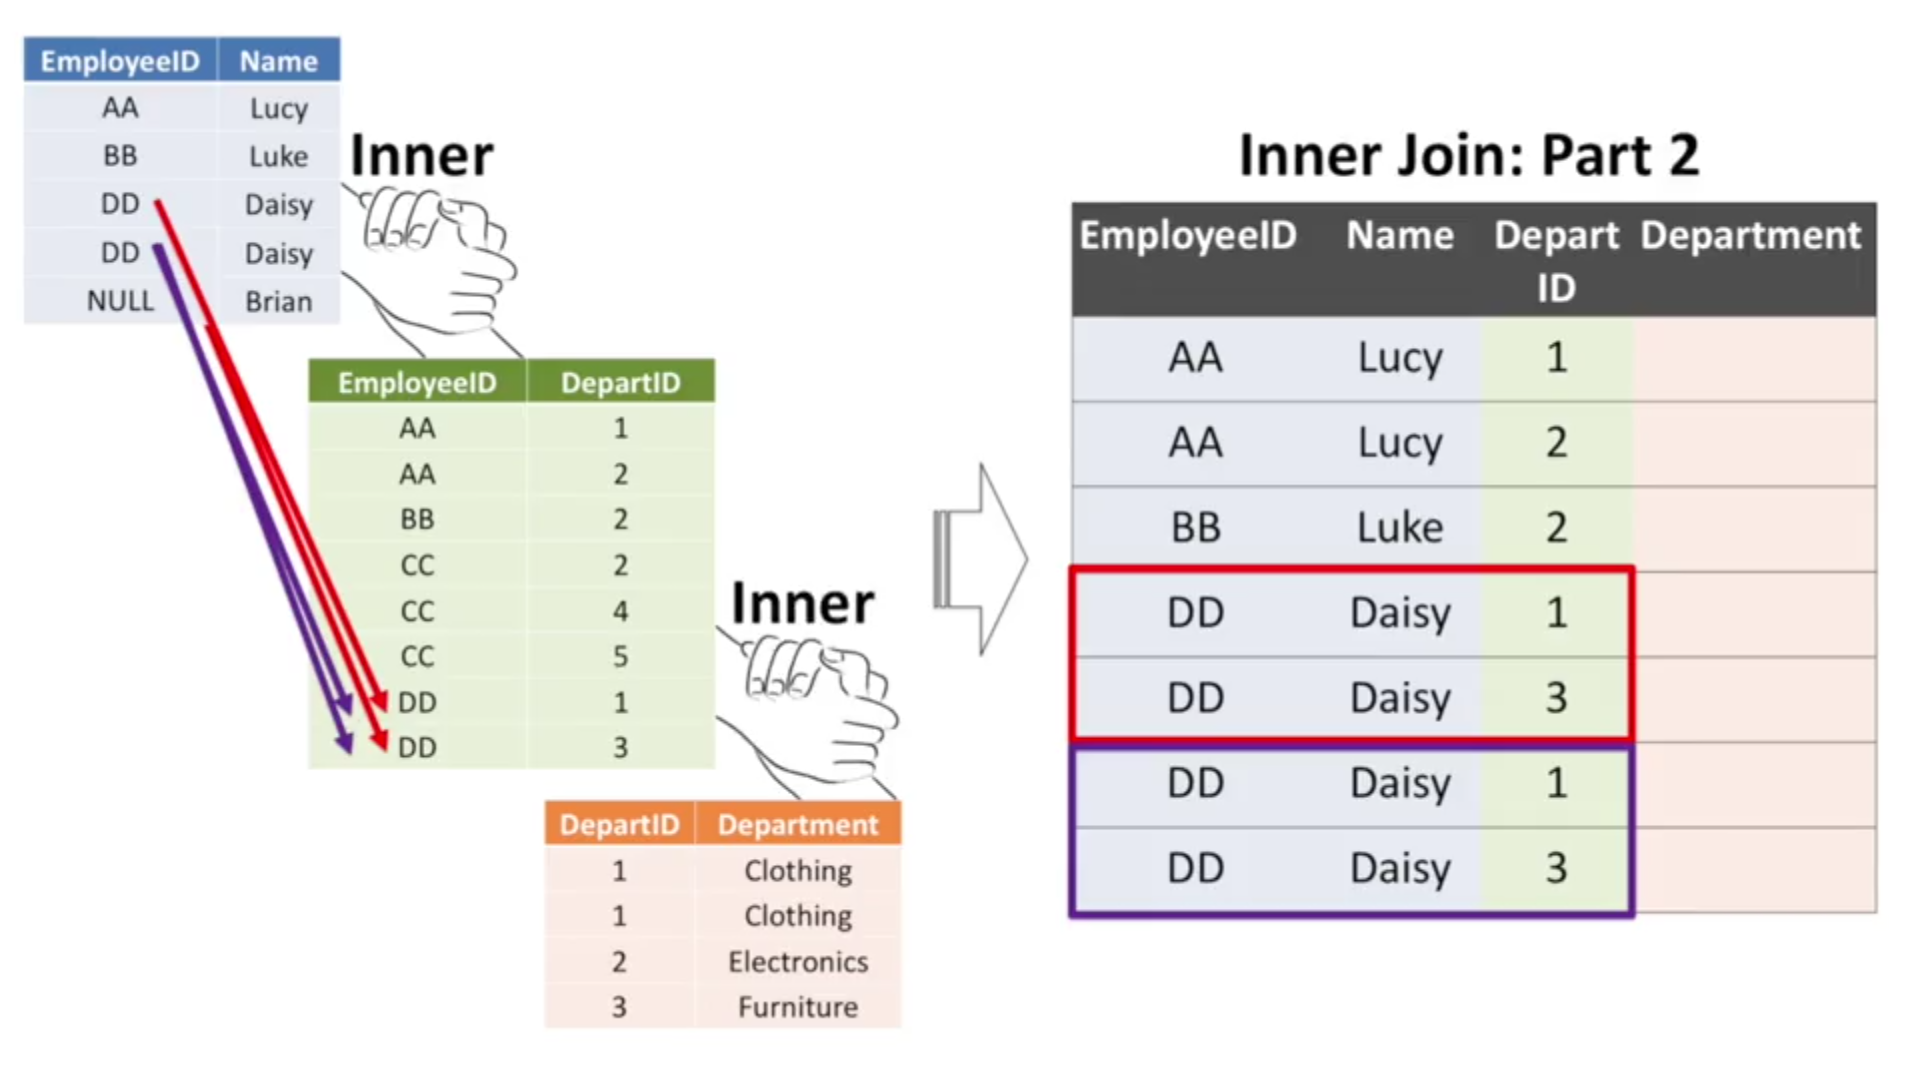 EmployeeID Name
AA Lucy
BB Luke
DD Daisy
DD Daisy
NULL Brian
Inner
EmployeeID DepartID
AA 1
AA 2
BB 2
CC 2
CC 4
CC 5
DD 1
DD 3
Inner
DepartID Department
1 Clothing
1 Clothing
2 Electronics
3 Furniture
Inner Join: Part 2
EmployeeID Name Depart Department
ID
AA Lucy 1
AA Lucy 2
BB Luke 2
DD Daisy 1
DD Daisy 3
DD Daisy 1
DD Daisy 3